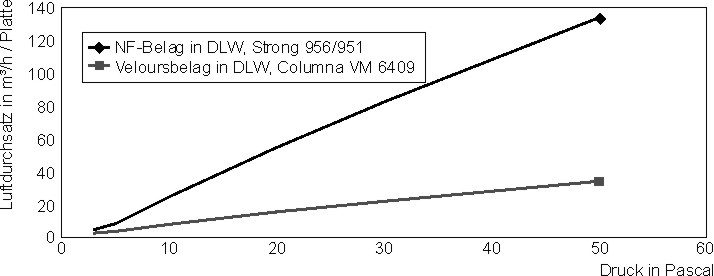 Luftdurchsatz in m³/h / Platte
140
120
100
80
60
40
20
0
NF-Belag in DLW, Strong 956/951
Veloursbelag in DLW, Columna VM 6409
0 10 20 30 40 50 60
Druck in Pascal